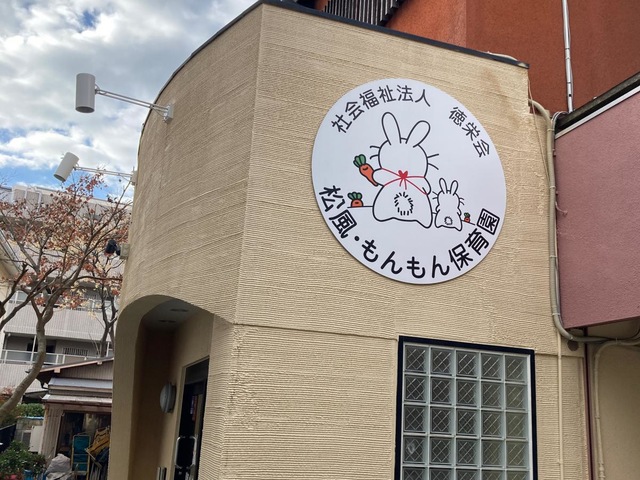 社会福祉法人　徳栄会
松風・もんもん保育園